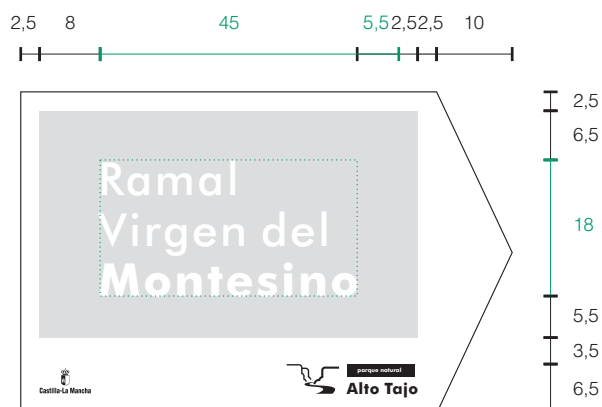 2,5 8 45 5,5 2,5 2,5 10
2,5
6,5
Ramal
Virgen del
Montesino
18
5,5
3,5
parque natural
Castilla-La Mancha
Alto Tajo
6,5